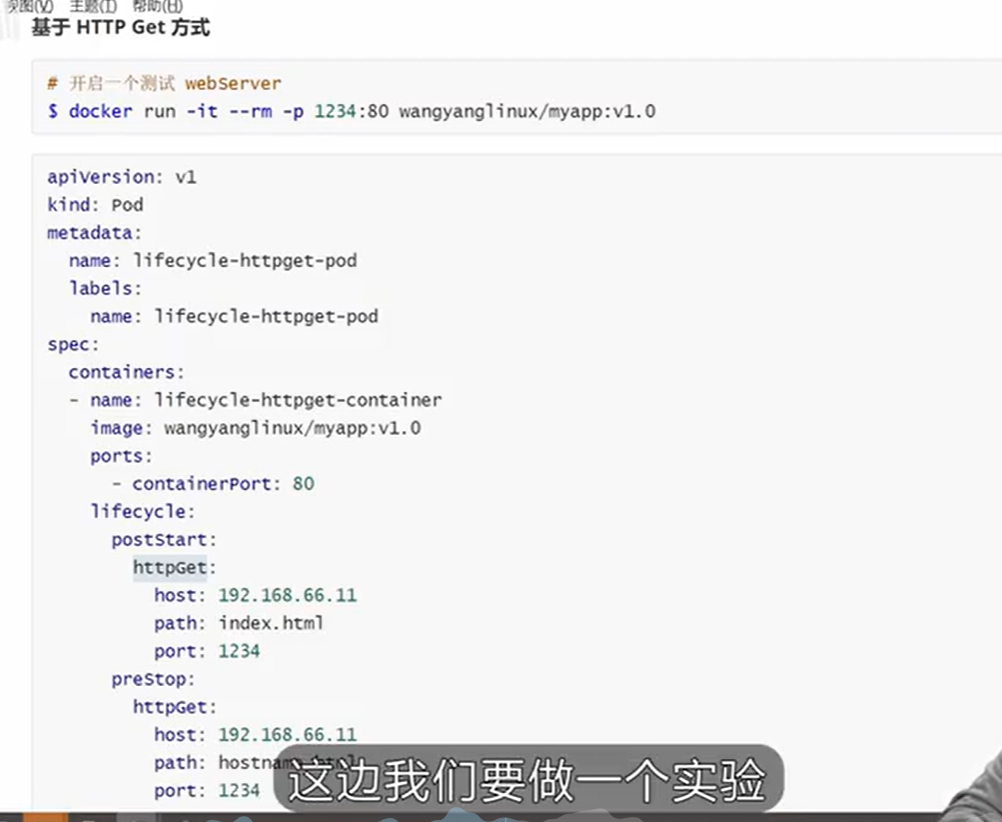 视图(V) 主题(T) 帮助(H)
基于 HTTP Get 方式
# 开启一个测试 webServer
$ docker run -it --rm -p 1234:80 wangyanglinux/myapp:v1.0
apiVersion: v1
kind: Pod
metadata:
  name: lifecycle-httpget-pod
  labels:
    name: lifecycle-httpget-pod
spec:
  containers:
  - name: lifecycle-httpget-container
    image: wangyanglinux/myapp:v1.0
    ports:
      - containerPort: 80
    lifecycle:
      postStart:
        httpGet:
          host: 192.168.66.11
          path: index.html
          port: 1234
      preStop:
        httpGet:
          host: 192.168.66.11
          path: hostname.html
          port: 1234
这边我们要做一个实验